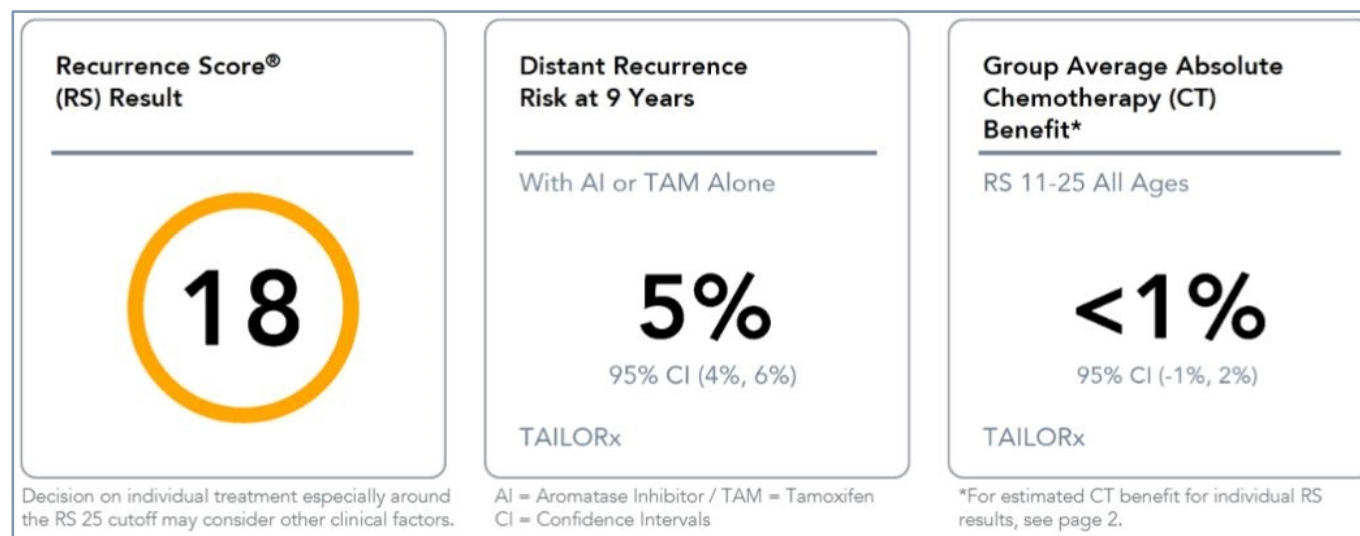 Recurrence Score®
(RS) Result
18
Decision on individual treatment especially around
the RS 25 cutoff may consider other clinical factors.
Distant Recurrence
Risk at 9 Years
With AI or TAM Alone
5%
95% CI (4%, 6%)
TAILORx
AI = Aromatase Inhibitor / TAM = Tamoxifen
CI = Confidence Intervals
Group Average Absolute
Chemotherapy (CT)
Benefit*
RS 11-25 All Ages
<1%
95% CI (-1%, 2%)
TAILORx
*For estimated CT benefit for individual RS
results, see page 2.